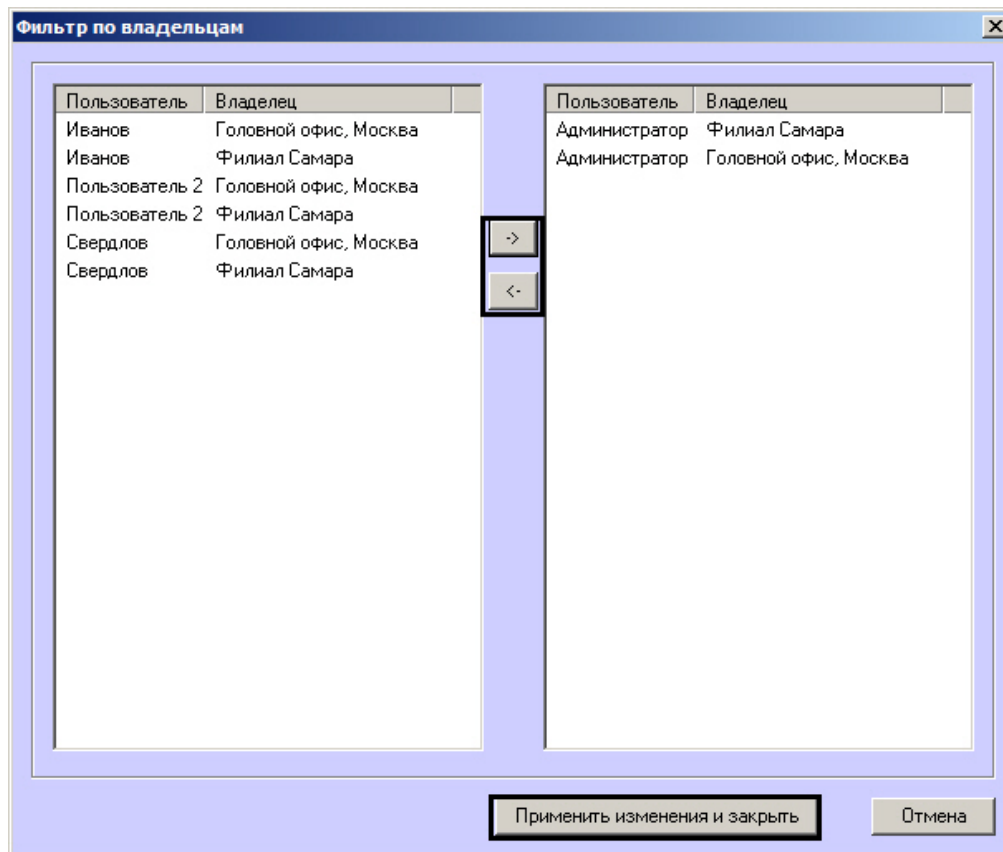 Фильтр по владельцам
Пользователь Владелец
Иванов Головной офис, Москва
Иванов Филиал Самара
Пользователь 2 Головной офис, Москва
Пользователь 2 Филиал Самара
Свердлов Головной офис, Москва
Свердлов Филиал Самара
->
<-
Пользователь Владелец
Администратор Филиал Самара
Администратор Головной офис, Москва
Применить изменения и закрыть
Отмена